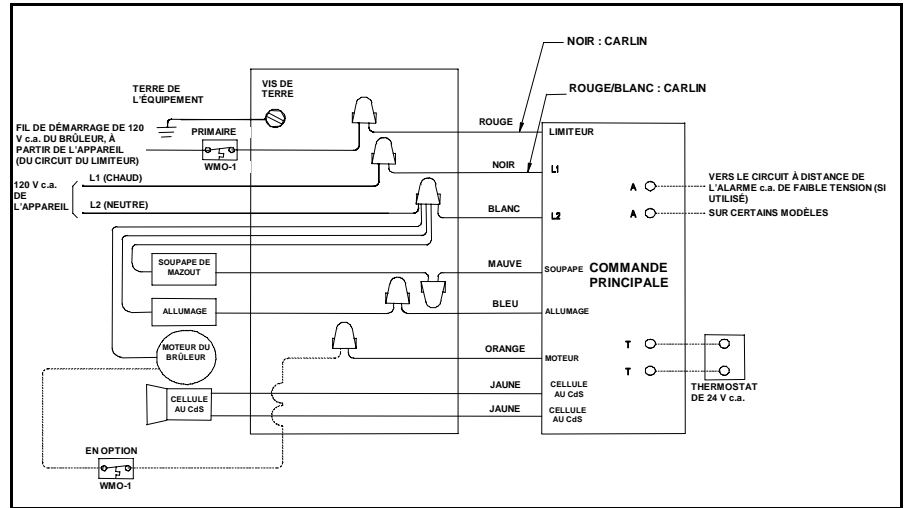 NOIR : CARLIN
ROUGE/BLANC : CARLIN
TERRE DE
L'ÉQUIPEMENT
VIS DE
TERRE
FIL DE DÉMARRAGE DE 120
V c.a. DU BRÛLEUR, À
PARTIR DE L'APPAREIL
(DU CIRCUIT DU LIMITEUR)
PRIMAIRE
WMO-1
ROUGE
LIMITEUR
120 V c.a.
DE
L'APPAREIL
L1 (CHAUD)
L2 (NEUTRE)
NOIR
L1
BLANC
L2
A
A
VERS LE CIRCUIT À DISTANCE DE
L'ALARME c.a. DE FAIBLE TENSION (SI
UTILISÉ)
SUR CERTAINS MODÈLES
SOUPAPE DE
MAZOUT
MAUVE
SOUPAPE
COMMANDE
PRINCIPALE
ALLUMAGE
BLEU
ALLUMAGE
MOTEUR DU
BRÛLEUR
ORANGE
MOTEUR
T
T
THERMOSTAT
DE 24 V c.a.
CELLULE
AU CdS
JAUNE
CELLULE
AU CdS
JAUNE
CELLULE
AU CdS
EN OPTION
WMO-1